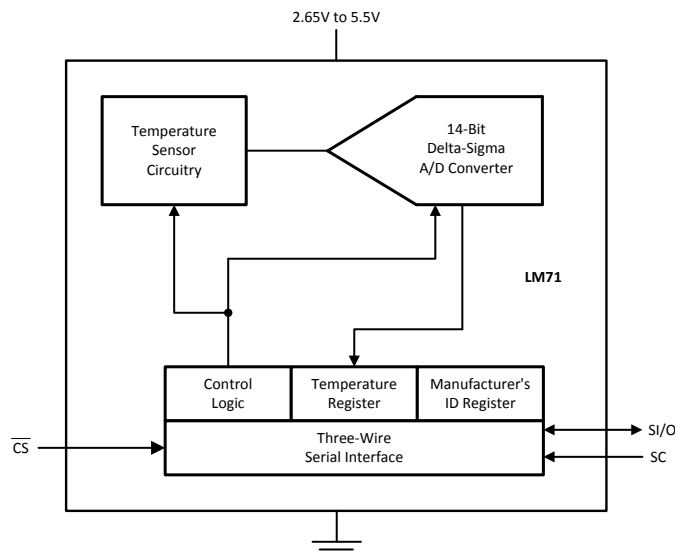 2.65V to 5.5V
Temperature
Sensor
Circuitry
14-Bit
Delta-Sigma
A/D Converter
LM71
Control
Logic
Temperature
Register
Manufacturer's
ID Register
Three-Wire
Serial Interface
CS
SI/O
SC